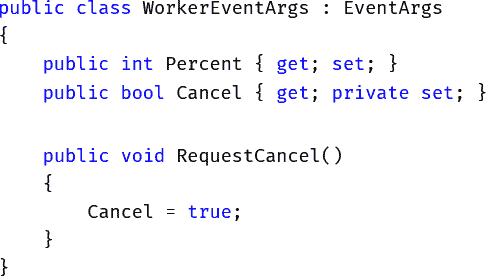 public class WorkerEventArgs : EventArgs
{
    public int Percent { get; set; }
    public bool Cancel { get; private set; }

    public void RequestCancel()
    {
        Cancel = true;
    }
}